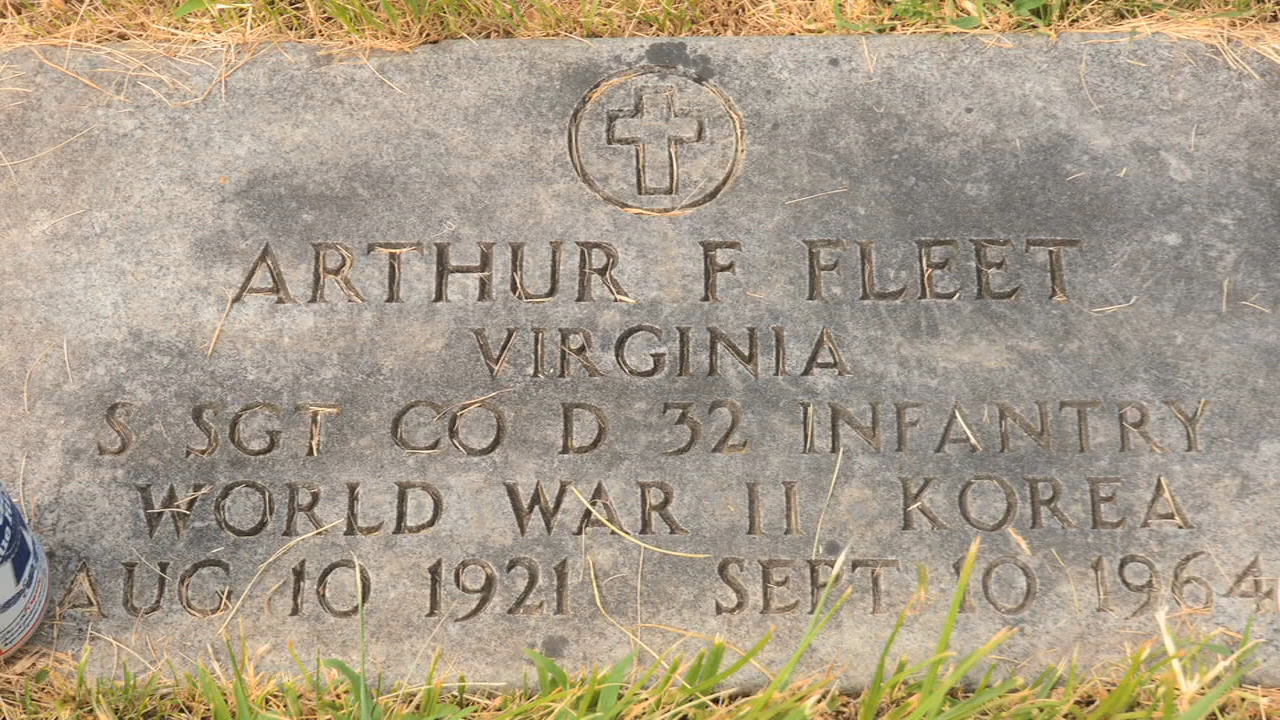 ARTHUR F FLEET
VIRGINIA
S SGT CO D 32 INFANTRY
WORLD WAR II KOREA
AUG 10 1921 SEPT 10 1964